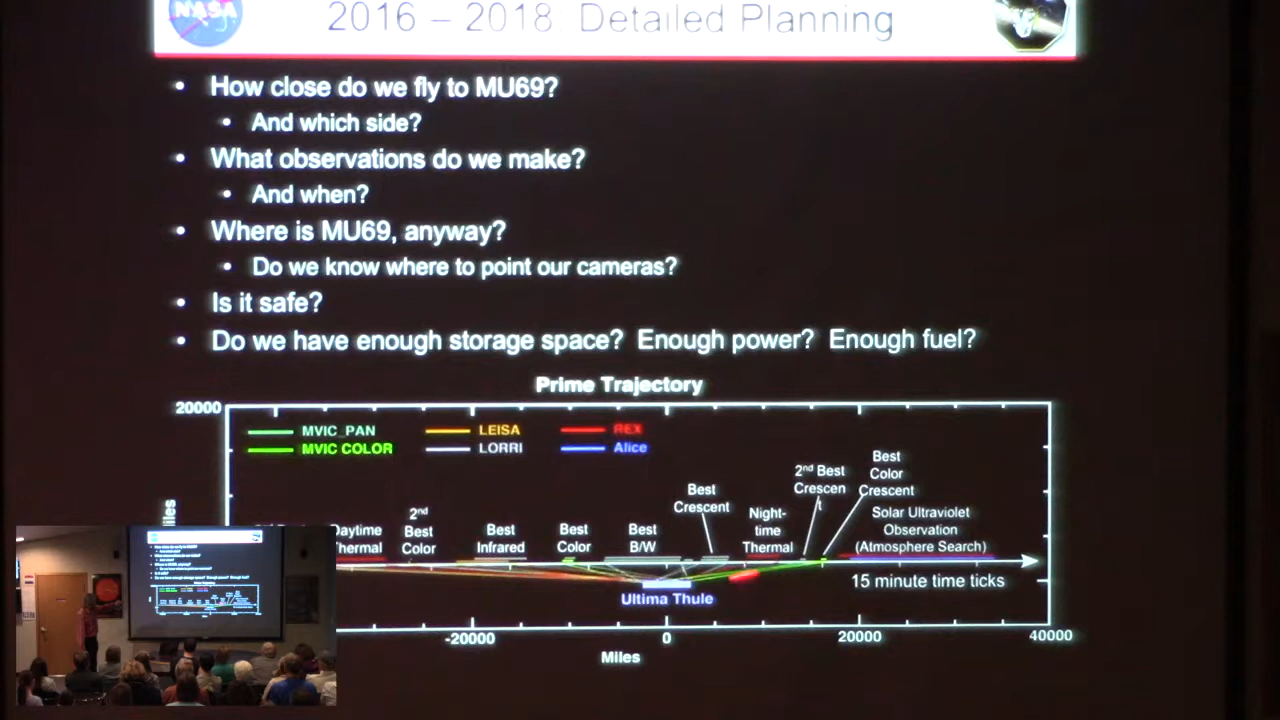 NASA
2016 – 2018: Detailed Planning
• How close do we fly to MU69?
• And which side?
• What observations do we make?
• And when?
• Where is MU69, anyway?
• Do we know where to point our cameras?
• Is it safe?
• Do we have enough storage space? Enough power? Enough fuel?
Prime Trajectory
20000
MVIC_PAN
LEISA
REX
MVIC COLOR
LORRI
Alice
Daytime
Thermal
2nd
Best
Color
Best
Infrared
Best
Color
Best
B/W
Best
Crescent
Night-
time
Thermal
2nd Best
Crescen
t
Best
Color
Crescent
Solar Ultraviolet
Observation
(Atmosphere Search)
15 minute time ticks
Ultima Thule
-20000
0
20000
40000
Miles